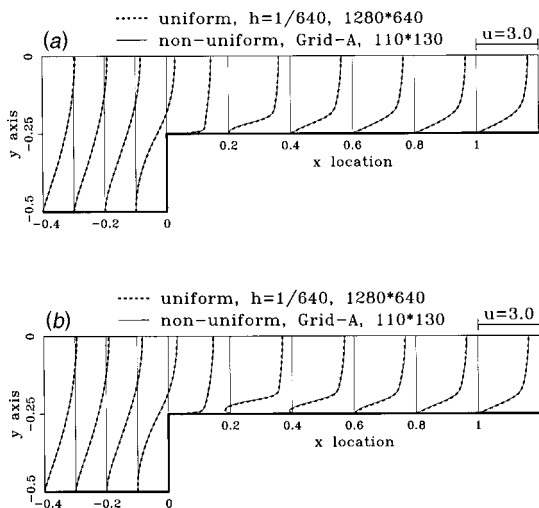 uniform, h=1/640, 1280*640
(a)
non-uniform, Grid-A, 110*130
u=3.0
0
y axis
-0.25
-0.5
0.2 0.4 0.6 0.8 1
x location
-0.4 -0.2 0
uniform, h=1/640, 1280*640
(b)
non-uniform, Grid-A, 110*130
u=3.0
0
y axis
-0.25
-0.5
0.2 0.4 0.6 0.8 1
x location
-0.4 -0.2 0